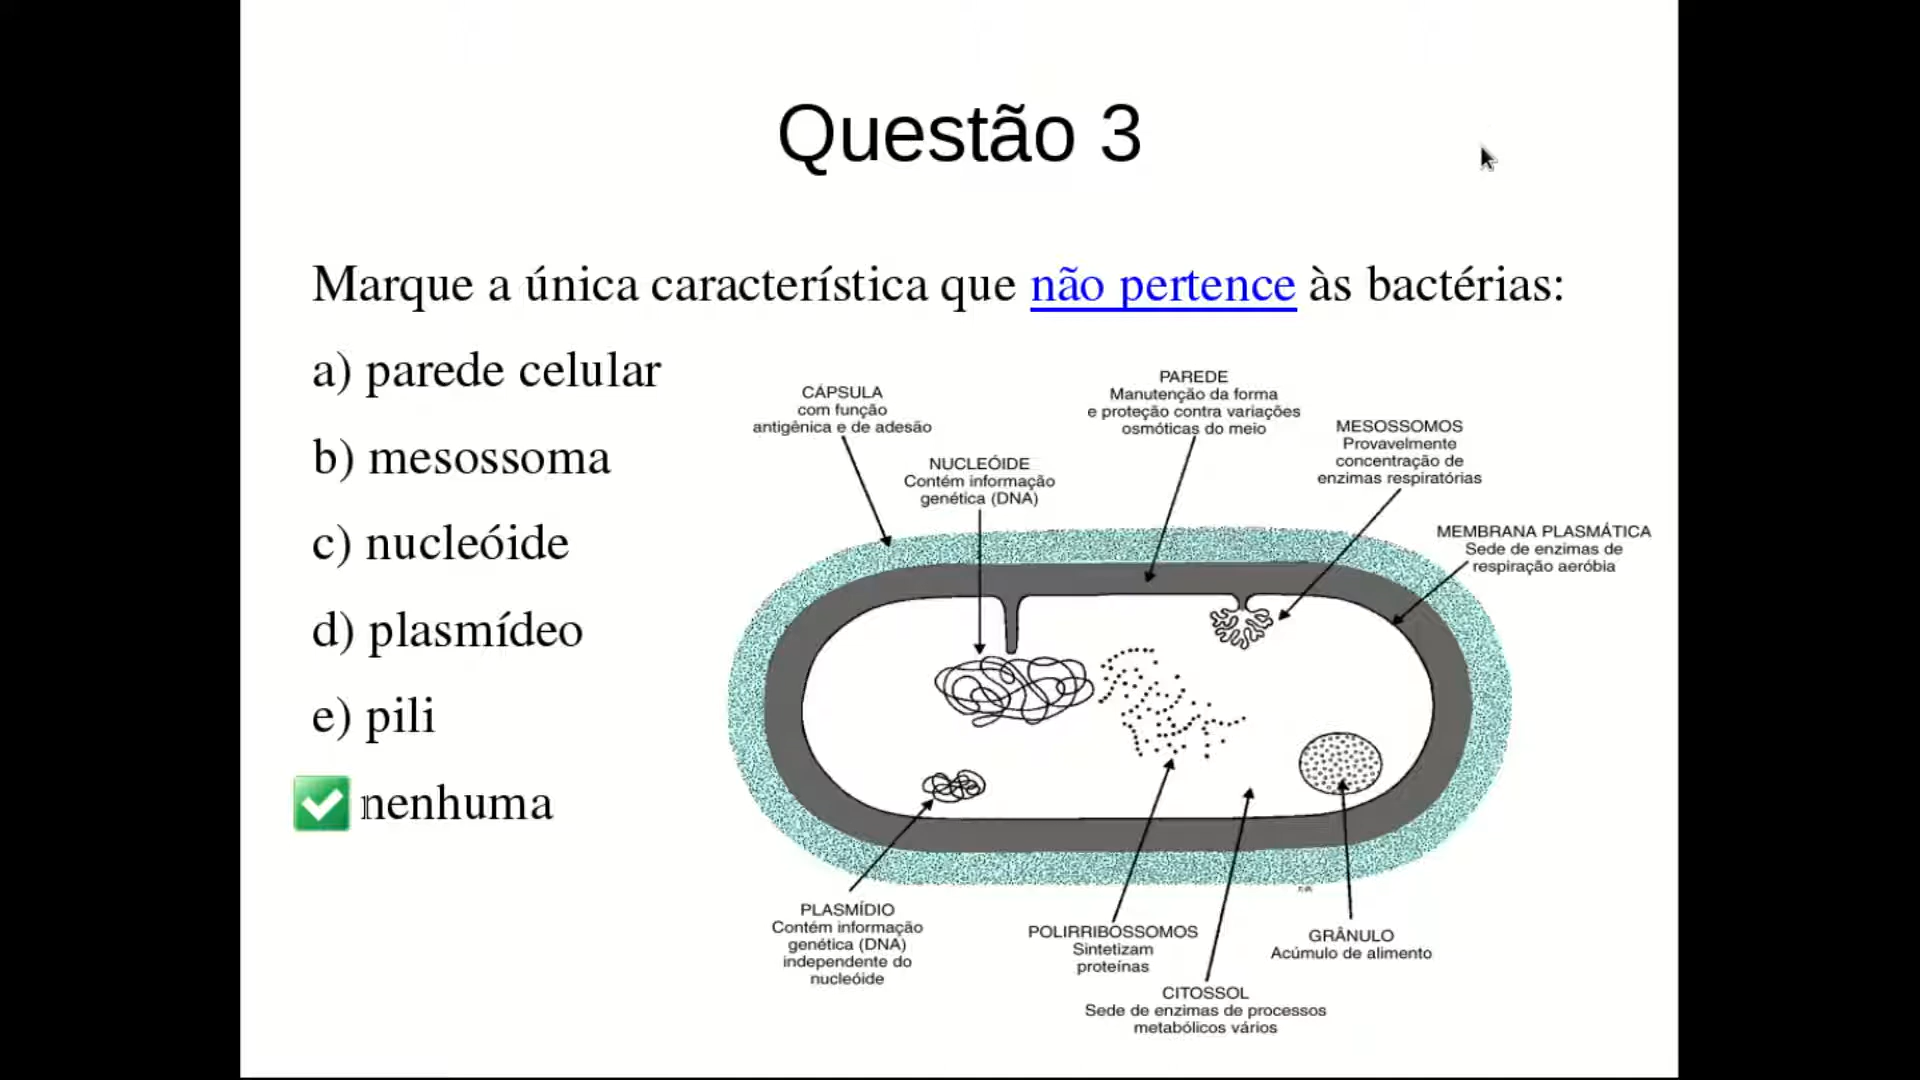 Questão 3
Marque a única característica que não pertence às bactérias:
a) parede celular
b) mesossoma
c) nucleóide
d) plasmídeo
e) pili
nenhuma
CÁPSULA
com função
antigênica e de adesão
NUCLEÓIDE
Contém informação
genética (DNA)
PAREDE
Manutenção da forma
e proteção contra variações
osmóticas do meio
MESOSSOMOS
Provavelmente
concentração de
enzimas respiratórias
MEMBRANA PLASMÁTICA
Sede de enzimas de
respiração aeróbia
PLASMÍDIO
Contém informação
genética (DNA)
independente do
nucleóide
POLIRRIBOSSOMOS
Sintetizam
proteínas
CITOSSOL
Sede de enzimas de processos
metabólicos vários
GRÂNULO
Acúmulo de alimento